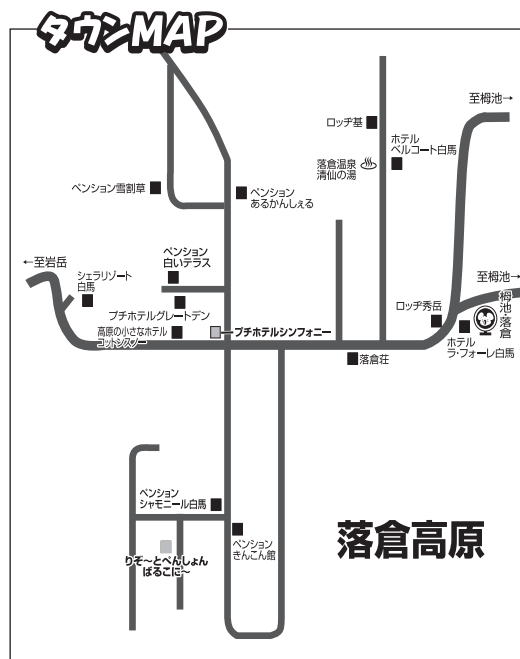 タウンMAP
至栂池→
ロッヂ基
ホテル
ベルコート白馬
落倉温泉
清仙の湯
ペンション雪割草
ペンション
あるかんしぇる
←至岩岳
シェラリゾート
白馬
ペンション
白いテラス
プチホテルグレートデン
高原の小さなホテル
コットンスノー
プチホテルシンフォニー
至栂池→
栂池・落倉
ロッヂ秀岳
ホテル
ラ・フォーレ白馬
落倉荘
ペンション
シャモニール白馬
りぞ〜とぺんしょん
ばるこに〜
ペンション
きんこん館
落倉高原